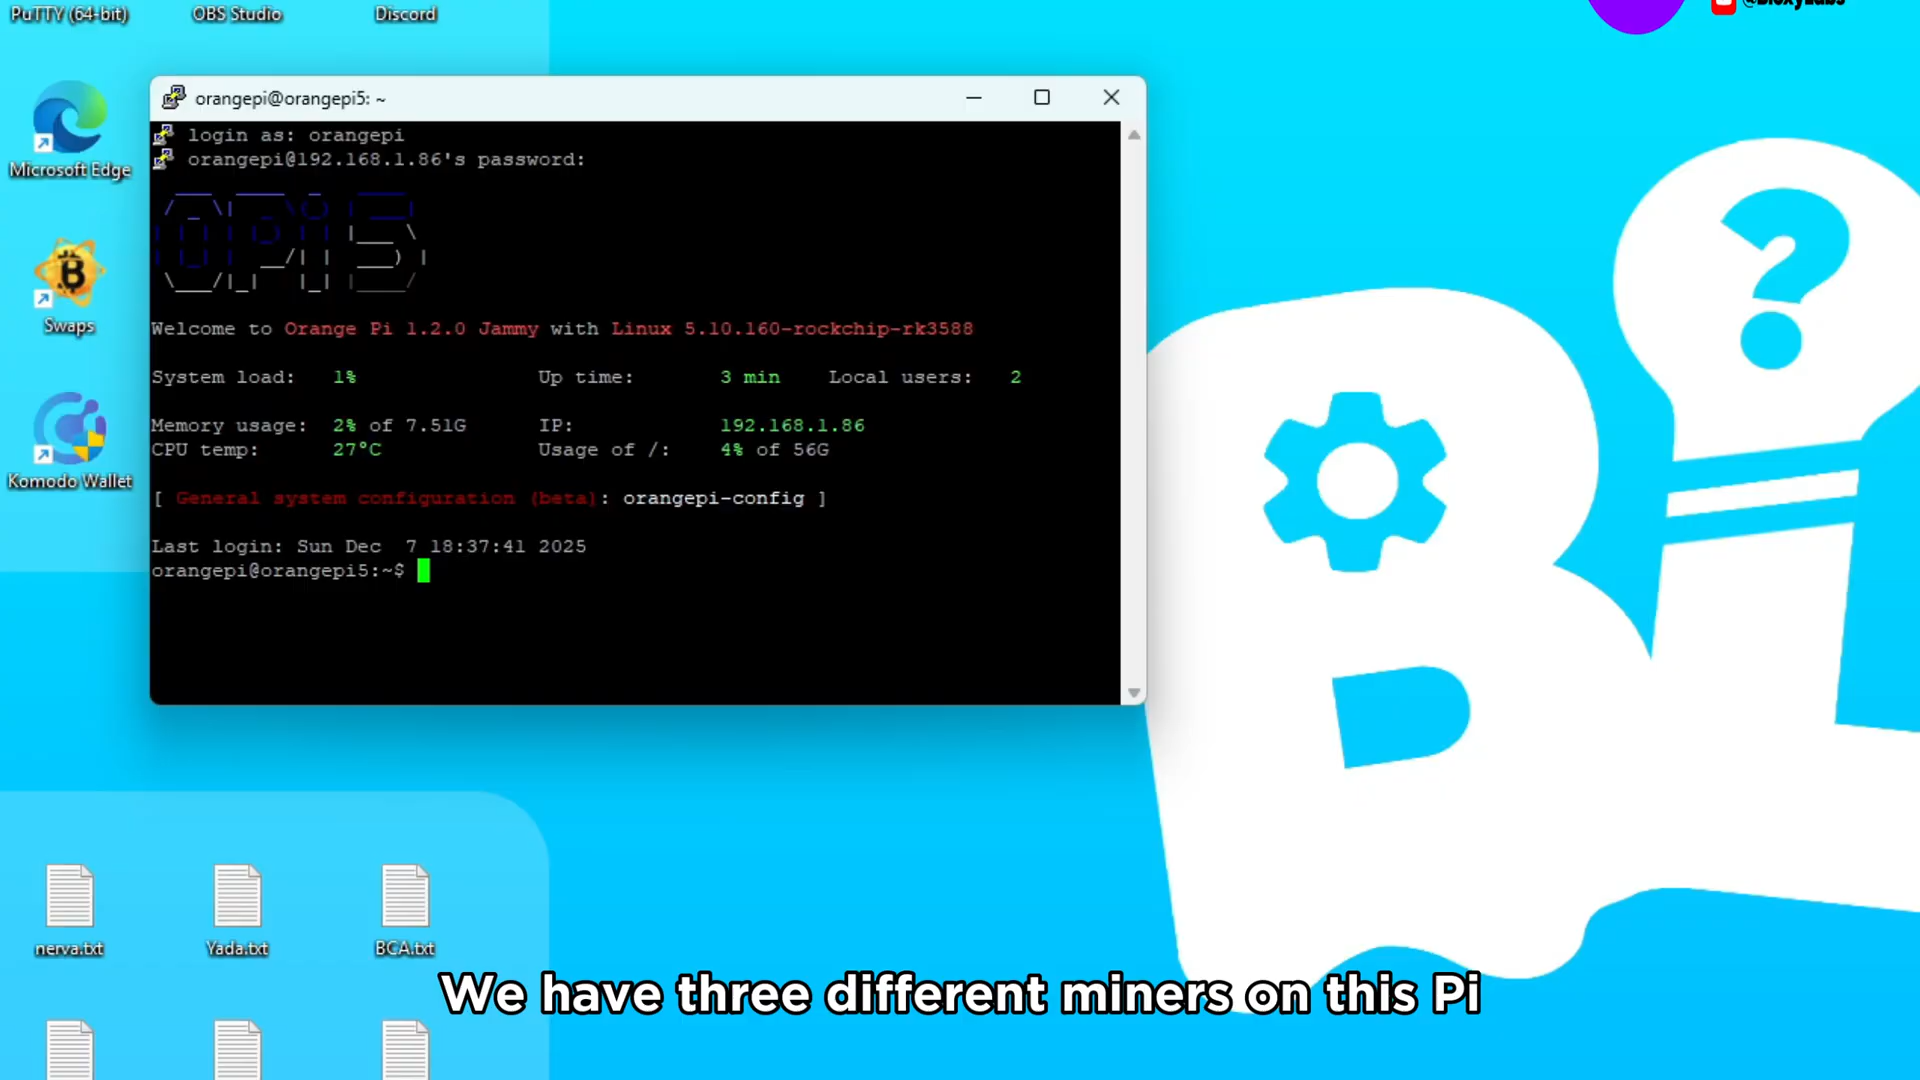 PuTTY (64-bit)
OBS Studio
Discord
Microsoft Edge
Swaps
Komodo Wallet
orangepi@orangepi5: ~
login as: orangepi
orangepi@192.168.1.86's password:
OPi 5
Welcome to Orange Pi 1.2.0 Jammy with Linux 5.10.160-rockchip-rk3588
System load: 1% Up time: 3 min Local users: 2
Memory usage: 2% of 7.51G IP: 192.168.1.86
CPU temp: 27°C Usage of /: 4% of 56G
[ General system configuration (beta): orangepi-config ]
Last login: Sun Dec 7 18:37:41 2025
orangepi@orangepi5:~$
nerva.txt
Yada.txt
BCA.txt
We have three different miners on this Pi